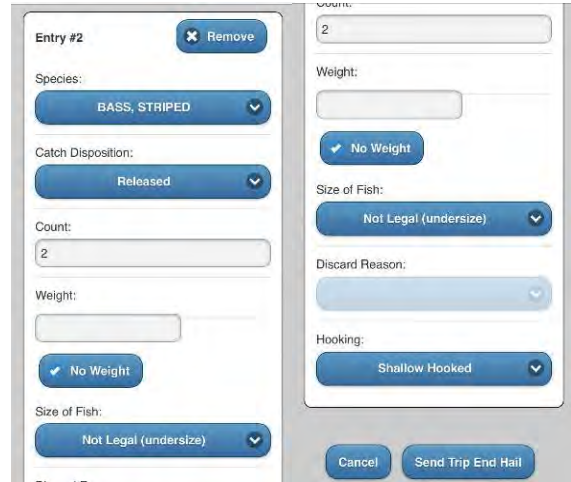 Entry #2
Remove
Species:
BASS, STRIPED
Catch Disposition:
Released
Count:
2
Weight:
No Weight
Size of Fish:
Not Legal (undersize)
Count:
2
Weight:
No Weight
Size of Fish:
Not Legal (undersize)
Discard Reason:
Hooking:
Shallow Hooked
Cancel
Send Trip End Hail